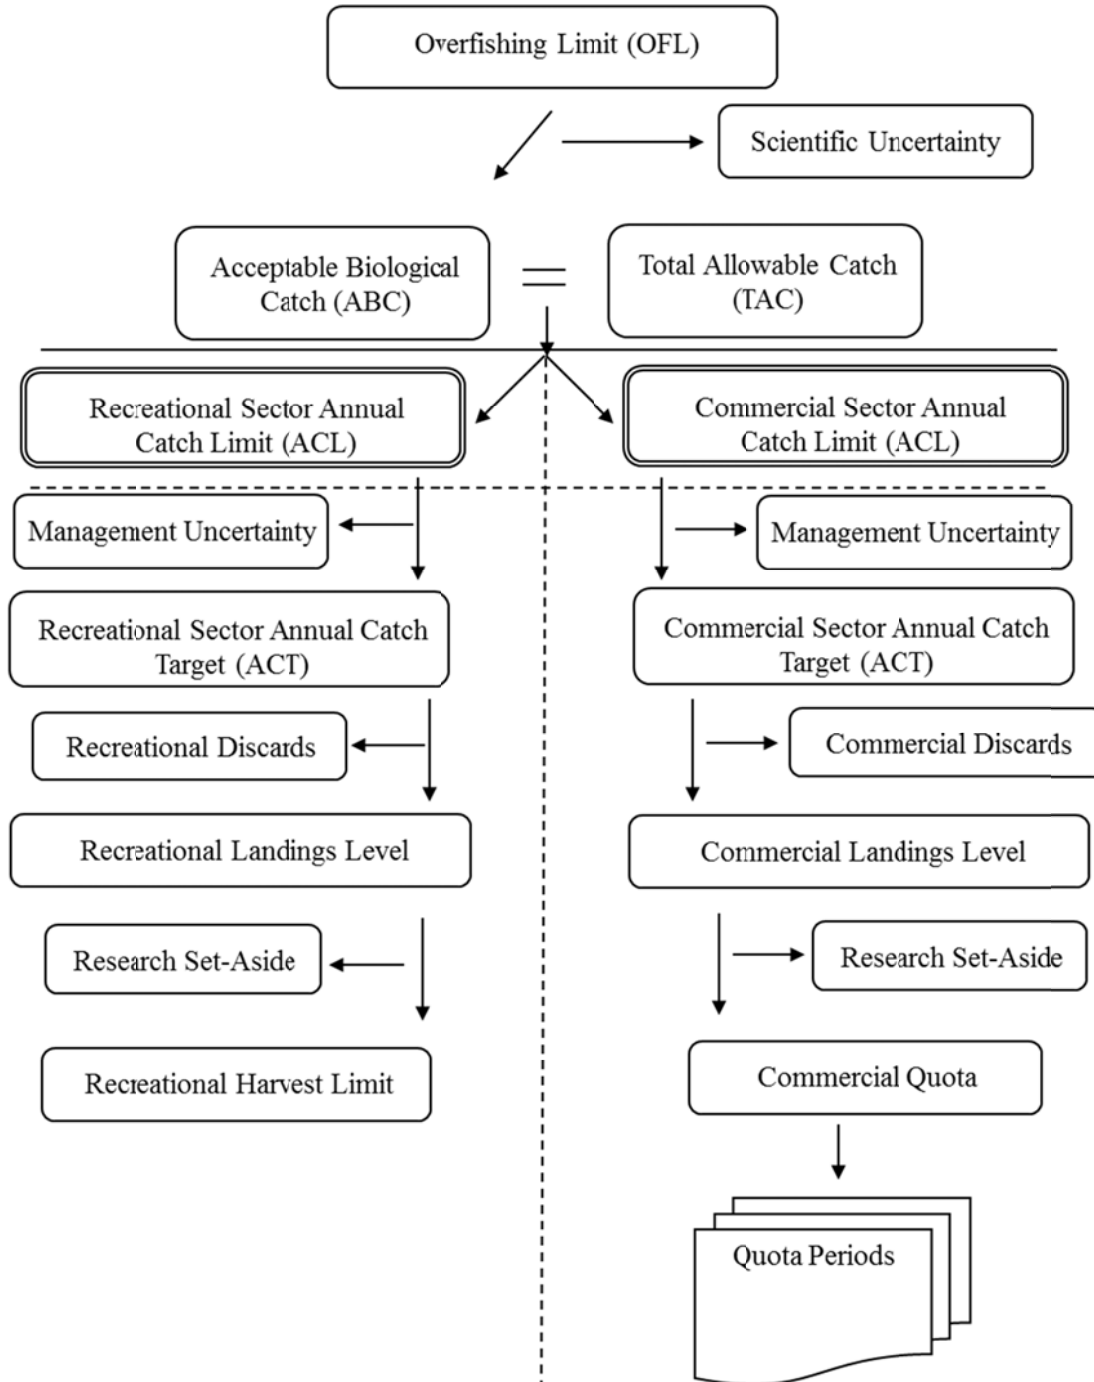 Overfishing Limit (OFL)
Scientific Uncertainty
Acceptable Biological
Catch (ABC)
Total Allowable Catch
(TAC)
Recreational Sector Annual
Catch Limit (ACL)
Commercial Sector Annual
Catch Limit (ACL)
Management Uncertainty
Management Uncertainty
Recreational Sector Annual Catch
Target (ACT)
Commercial Sector Annual Catch
Target (ACT)
Recreational Discards
Commercial Discards
Recreational Landings Level
Commercial Landings Level
Research Set-Aside
Research Set-Aside
Recreational Harvest Limit
Commercial Quota
Quota Periods